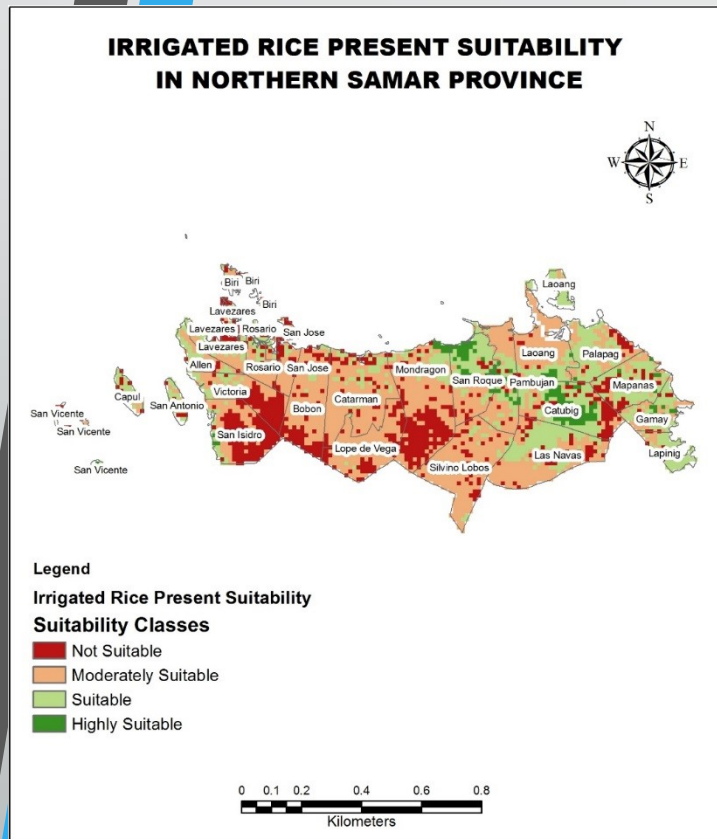 IRRIGATED RICE PRESENT SUITABILITY
IN NORTHERN SAMAR PROVINCE
N
W E
S
Biri
Biri
Laoang
Biri
Lavezares
Lavezares
Rosario
San Jose
Lavezares
Laoang
Palapag
Allen
Rosario
San Jose
Mondragon
San Roque
Pambujan
Mapanas
Capul
Victoria
Catarman
San Antonio
Bobon
Catubig
San Vicente
Gamay
San Vicente
San Isidro
Lope de Vega
Las Navas
Lapinig
San Vicente
Silvino Lobos
Legend
Irrigated Rice Present Suitability
Suitability Classes
Not Suitable
Moderately Suitable
Suitable
Highly Suitable
0 0.1 0.2 0.4 0.6 0.8
Kilometers